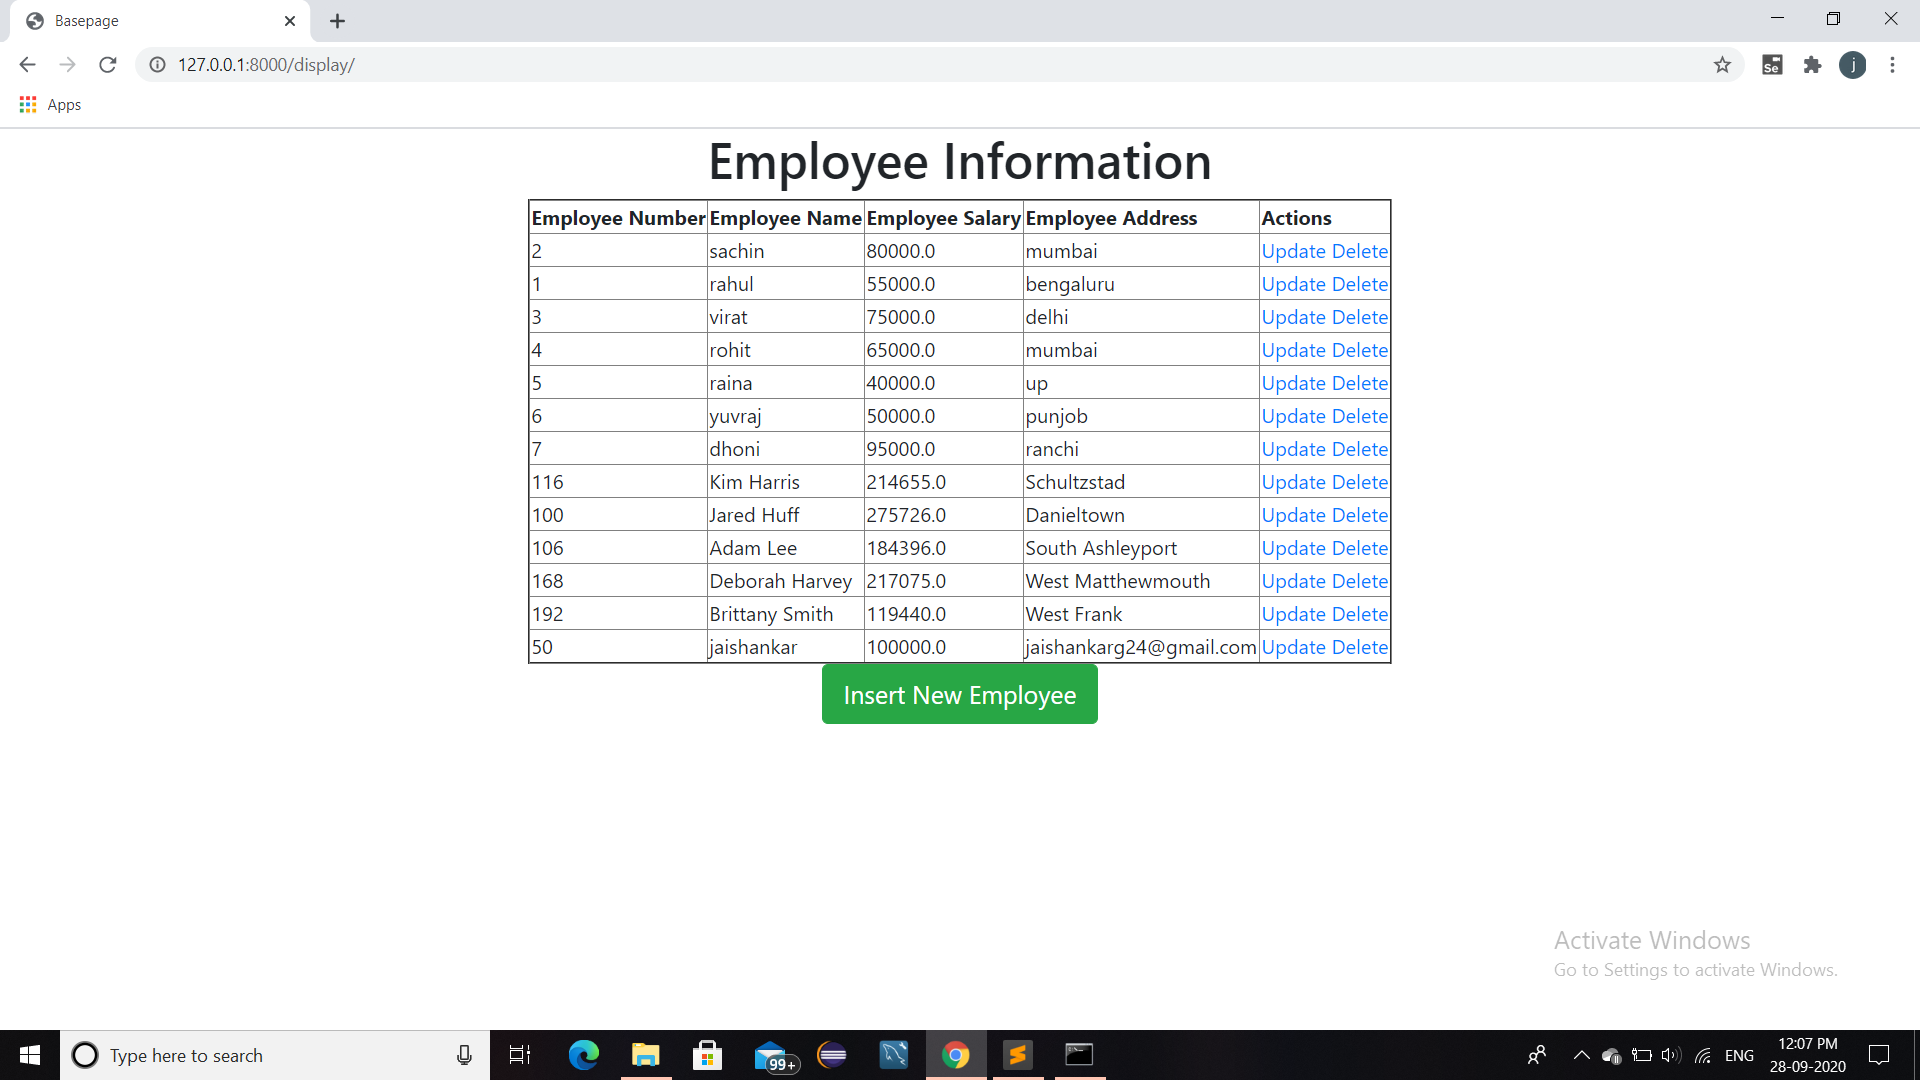 Basepage
127.0.0.1:8000/display/
Se
j
Apps
Employee Information
Employee Number Employee Name Employee Salary Employee Address Actions
2 sachin 80000.0 mumbai Update Delete
1 rahul 55000.0 bengaluru Update Delete
3 virat 75000.0 delhi Update Delete
4 rohit 65000.0 mumbai Update Delete
5 raina 40000.0 up Update Delete
6 yuvraj 50000.0 punjob Update Delete
7 dhoni 95000.0 ranchi Update Delete
116 Kim Harris 214655.0 Schultzstad Update Delete
100 Jared Huff 275726.0 Danieltown Update Delete
106 Adam Lee 184396.0 South Ashleyport Update Delete
168 Deborah Harvey 217075.0 West Matthewmouth Update Delete
192 Brittany Smith 119440.0 West Frank Update Delete
50 jaishankar 100000.0 jaishankarg24@gmail.com Update Delete
Insert New Employee
Activate Windows
Go to Settings to activate Windows.
Type here to search
99+
ENG
12:07 PM
28-09-2020